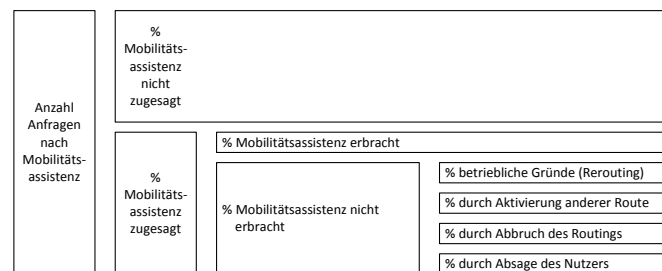 Anzahl
Anfragen
nach
Mobilitäts-
assistenz
%
Mobilitäts-
assistenz
nicht
zugesagt
%
Mobilitäts-
assistenz
zugesagt
% Mobilitätsassistenz erbracht
% Mobilitätsassistenz nicht
erbracht
% betriebliche Gründe (Rerouting)
% durch Aktivierung anderer Route
% durch Abbruch des Routings
% durch Absage des Nutzers